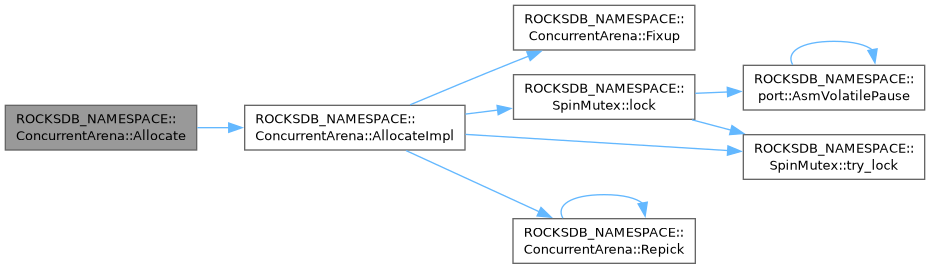 ROCKSDB_NAMESPACE::
ConcurrentArena::Allocate
ROCKSDB_NAMESPACE::
ConcurrentArena::AllocateImpl
ROCKSDB_NAMESPACE::
ConcurrentArena::Fixup
ROCKSDB_NAMESPACE::
SpinMutex::lock
ROCKSDB_NAMESPACE::
port::AsmVolatilePause
ROCKSDB_NAMESPACE::
SpinMutex::try_lock
ROCKSDB_NAMESPACE::
ConcurrentArena::Repick